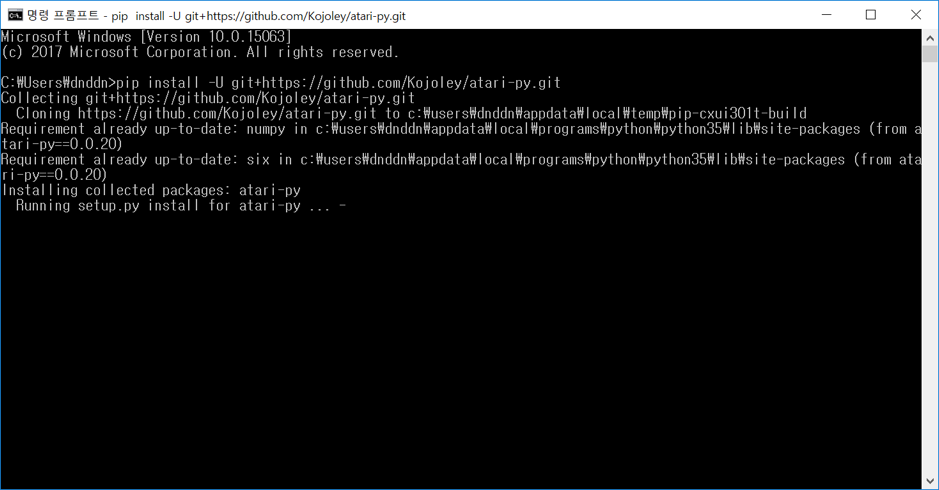 명령 프롬프트 - pip  install -U git+https://github.com/Kojoley/atari-py.git
Microsoft Windows [Version 10.0.15063]
(c) 2017 Microsoft Corporation. All rights reserved.
C:₩Users₩dnddn>pip install -U git+https://github.com/Kojoley/atari-py.git
Collecting git+https://github.com/Kojoley/atari-py.git
  Cloning https://github.com/Kojoley/atari-py.git to c:₩users₩dnddn₩appdata₩local₩temp₩pip-cxui301t-build
Requirement already up-to-date: numpy in c:₩users₩dnddn₩appdata₩local₩programs₩python₩python35₩lib₩site-packages (from a
tari-py==0.0.20)
Requirement already up-to-date: six in c:₩users₩dnddn₩appdata₩local₩programs₩python₩python35₩lib₩site-packages (from ata
ri-py==0.0.20)
Installing collected packages: atari-py
  Running setup.py install for atari-py ... -